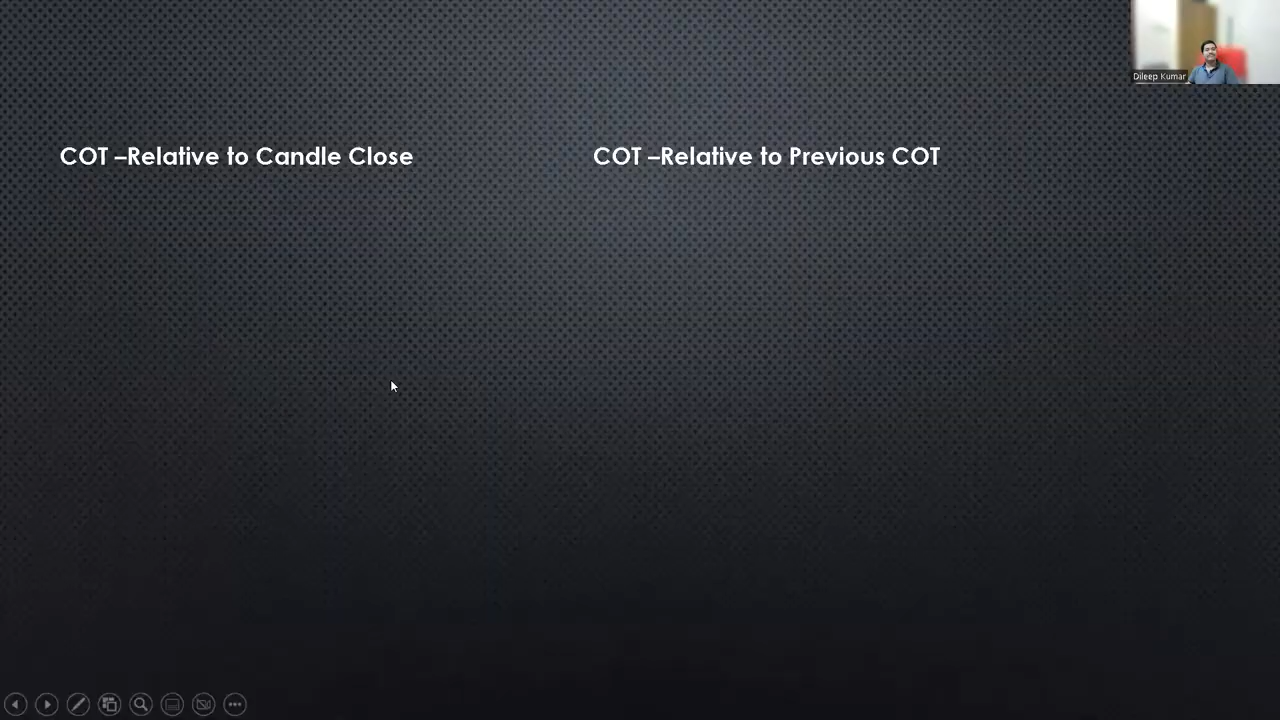 Dileep Kumar
COT –Relative to Candle Close
COT –Relative to Previous COT